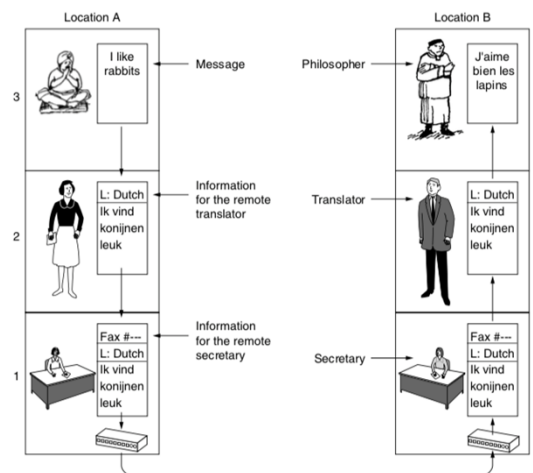 Location A
Location B
3
I like
rabbits
Message
Philosopher
J'aime
bien les
lapins
2
L: Dutch
Ik vind
konijnen
leuk
Information
for the remote
translator
Translator
L: Dutch
Ik vind
konijnen
leuk
1
Fax #---
L: Dutch
Ik vind
konijnen
leuk
Information
for the remote
secretary
Secretary
Fax #---
L: Dutch
Ik vind
konijnen
leuk